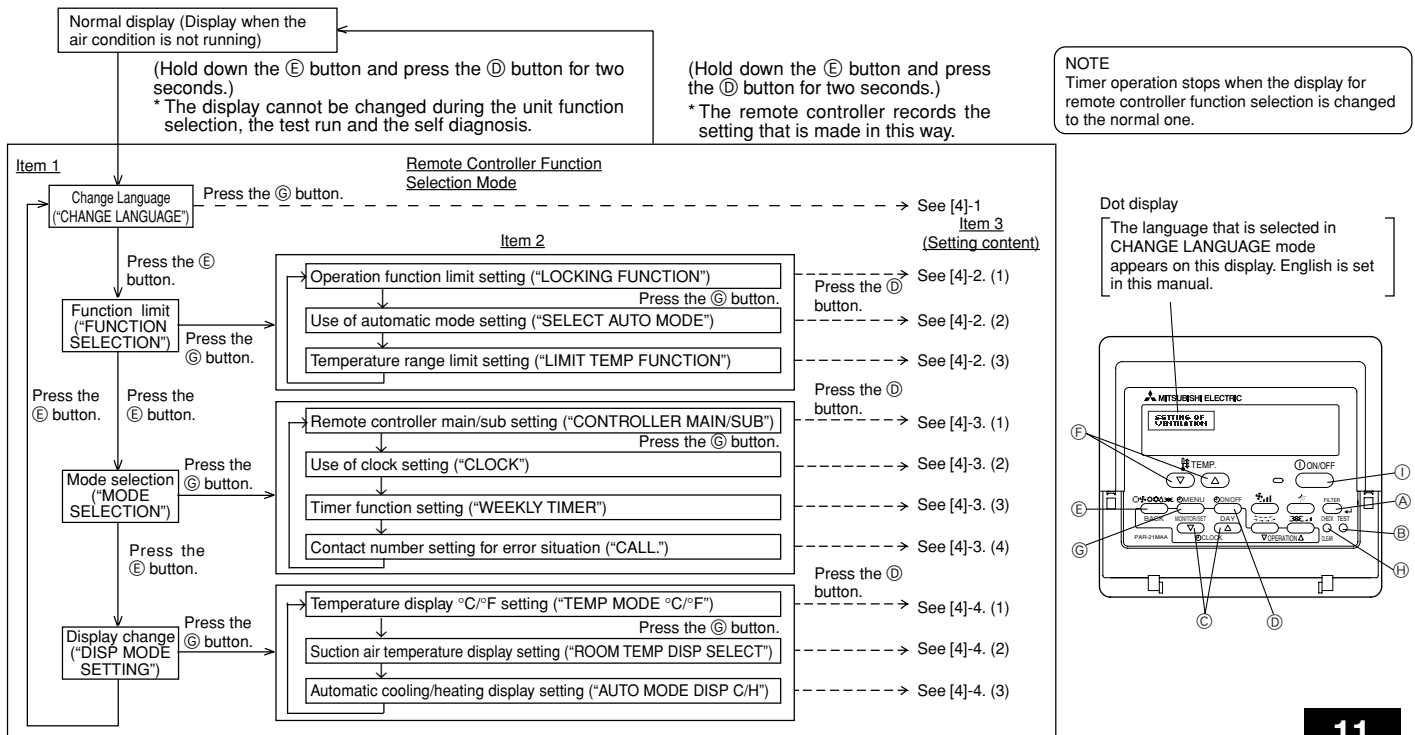 Normal display (Display when the
air condition is not running)
(Hold down the Ⓔ button and press the Ⓓ button for two
seconds.)
* The display cannot be changed during the unit function
selection, the test run and the self diagnosis.
(Hold down the Ⓔ button and press
the Ⓓ button for two seconds.)
* The remote controller records the
setting that is made in this way.
NOTE
Timer operation stops when the display for
remote controller function selection is changed
to the normal one.
Item 1
Remote Controller Function
Selection Mode
Change Language
("CHANGE LANGUAGE")
Press the Ⓖ button.
See [4]-1
Item 2
Item 3
(Setting content)
Press the Ⓔ
button.
Function limit
("FUNCTION
SELECTION")
Press the
Ⓖ button.
Operation function limit setting ("LOCKING FUNCTION")
Press the Ⓖ button.
Use of automatic mode setting ("SELECT AUTO MODE")
Temperature range limit setting ("LIMIT TEMP FUNCTION")
Press the Ⓓ
button.
See [4]-2. (1)
See [4]-2. (2)
See [4]-2. (3)
Press the
Ⓔ button.
Press the
Ⓔ button.
Mode selection
("MODE
SELECTION")
Press the
Ⓖ button.
Remote controller main/sub setting ("CONTROLLER MAIN/SUB")
Press the Ⓖ button.
Use of clock setting ("CLOCK")
Timer function setting ("WEEKLY TIMER")
Contact number setting for error situation ("CALL.")
Press the Ⓓ
button.
See [4]-3. (1)
See [4]-3. (2)
See [4]-3. (3)
See [4]-3. (4)
Press the
Ⓔ button.
Display change
("DISP MODE
SETTING")
Press the
Ⓖ button.
Temperature display °C/°F setting ("TEMP MODE °C/°F")
Press the Ⓖ button.
Suction air temperature display setting ("ROOM TEMP DISP SELECT")
Automatic cooling/heating display setting ("AUTO MODE DISP C/H")
Press the Ⓓ
button.
See [4]-4. (1)
See [4]-4. (2)
See [4]-4. (3)
Dot display
The language that is selected in
CHANGE LANGUAGE mode
appears on this display. English is set
in this manual.
MITSUBISHI ELECTRIC
SETTING OF
VENTILATION
Ⓕ
TEMP.
ON/OFF
Ⓘ
MENU
ON/OFF
FILTER
Ⓐ
Ⓔ
BACK
MONITOR/SET
DAY
CHECK
TEST
Ⓑ
Ⓖ
PAR-21MAA
CLOCK
OPERATION
CLEAR
Ⓗ
Ⓒ
Ⓓ
11